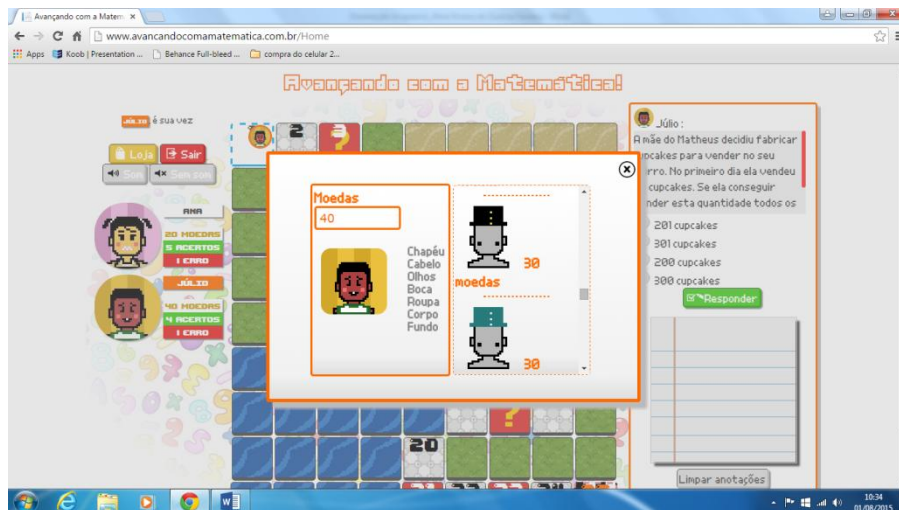 Avançando com a Matem
www.avancandocomamatematica.com.br/Home
Apps
Koob | Presentation ...
Behance Full-bleed ...
compra do celular 2...
Avançando com a Matemática!
JÚLIO é sua vez
Loja
Sair
Som
Sem som
ANA
20 MOEDAS
5 ACERTOS
1 ERRO
JÚLIO
40 MOEDAS
4 ACERTOS
1 ERRO
2
3
?
Moedas
40
Chapéu
Cabelo
Olhos
Boca
Roupa
Corpo
Fundo
30
moedas
30
?
20
Júlio :
A mãe do Matheus decidiu fabricar
cupcakes para vender no seu
No primeiro dia ela vendeu
cupcakes. Se ela conseguir
esta quantidade todos os
201 cupcakes
301 cupcakes
200 cupcakes
300 cupcakes
Responder
Limpar anotações
10:34
01/08/2015